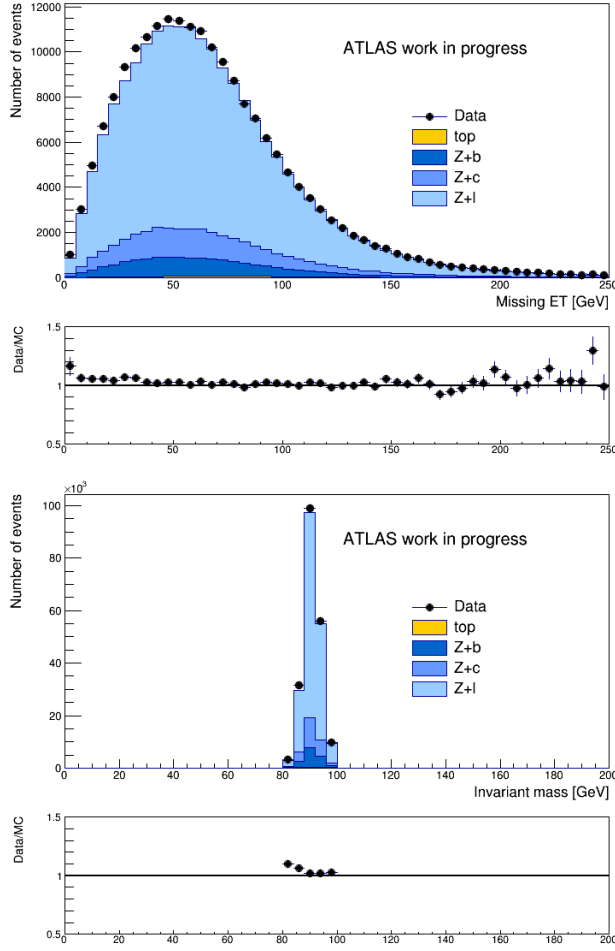 Number of events
12000
10000
8000
6000
4000
2000
0
ATLAS work in progress
Data
top
Z+b
Z+c
Z+l
0 50 100 150 200 250
Missing ET [GeV]
Data/MC
1.5
1
0.5
0 50 100 150 200 250
×10³
Number of events
100
80
60
40
20
0
ATLAS work in progress
Data
top
Z+b
Z+c
Z+l
0 20 40 60 80 100 120 140 160 180 200
Invariant mass [GeV]
Data/MC
1.5
1
0.5
0 20 40 60 80 100 120 140 160 180 200